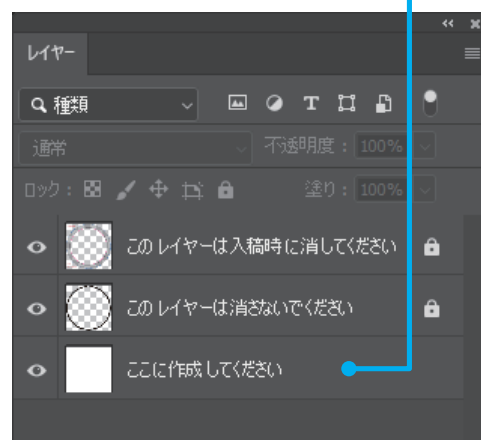 レイヤー
種類
通常 不透明度： 100%
ロック： 塗り： 100%
このレイヤーは入稿時に消してください
このレイヤーは消さないでください
ここに作成してください